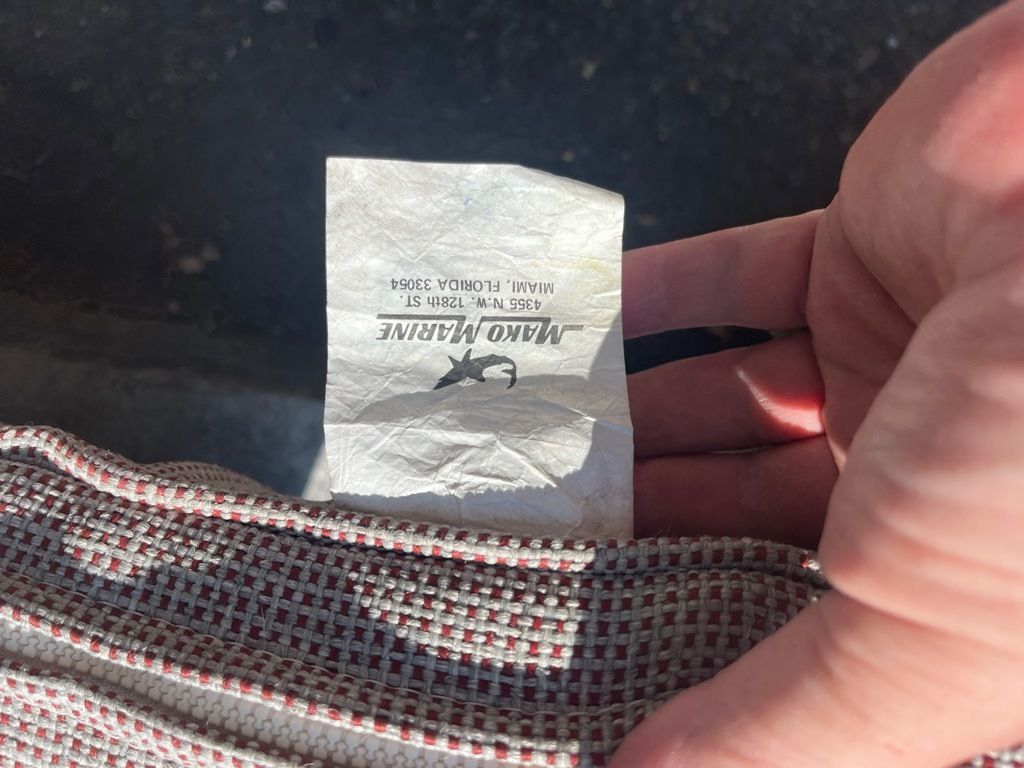 MAKO MARINE
4355 N.W. 128th ST.
MIAMI, FLORIDA 33054